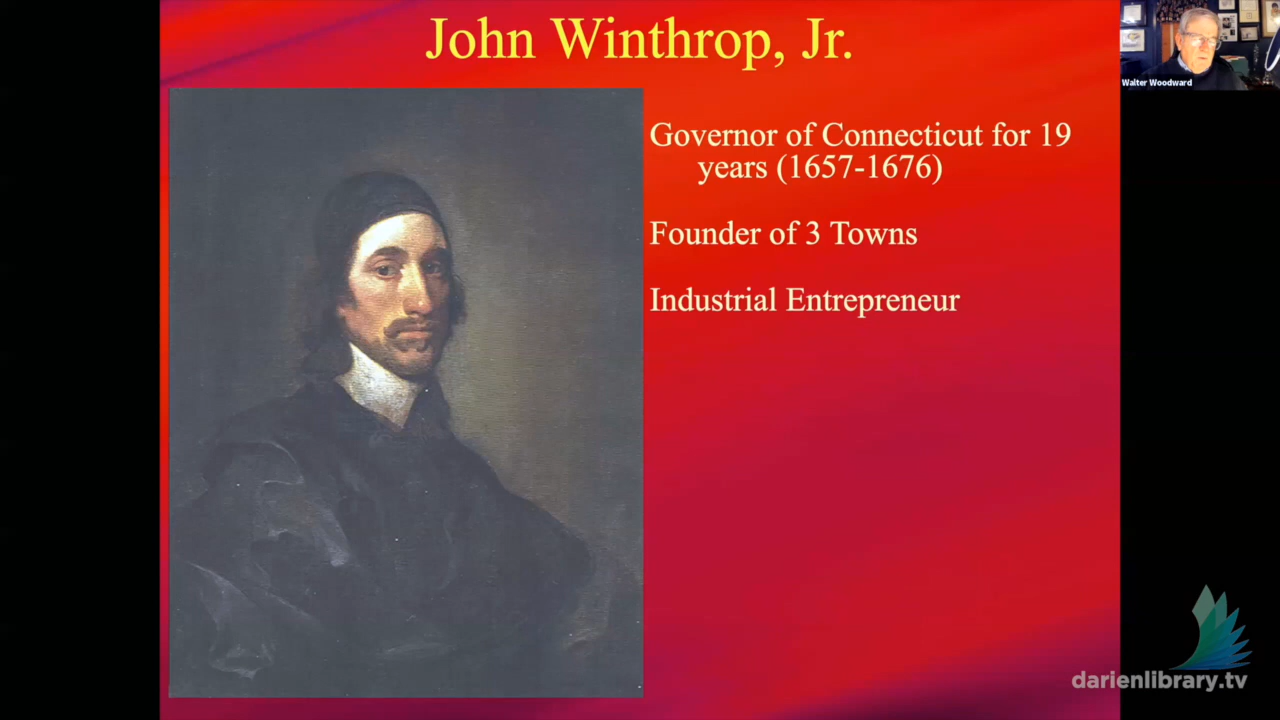 John Winthrop, Jr.
Walter Woodward
Governor of Connecticut for 19
years (1657-1676)
Founder of 3 Towns
Industrial Entrepreneur
darienlibrary.tv